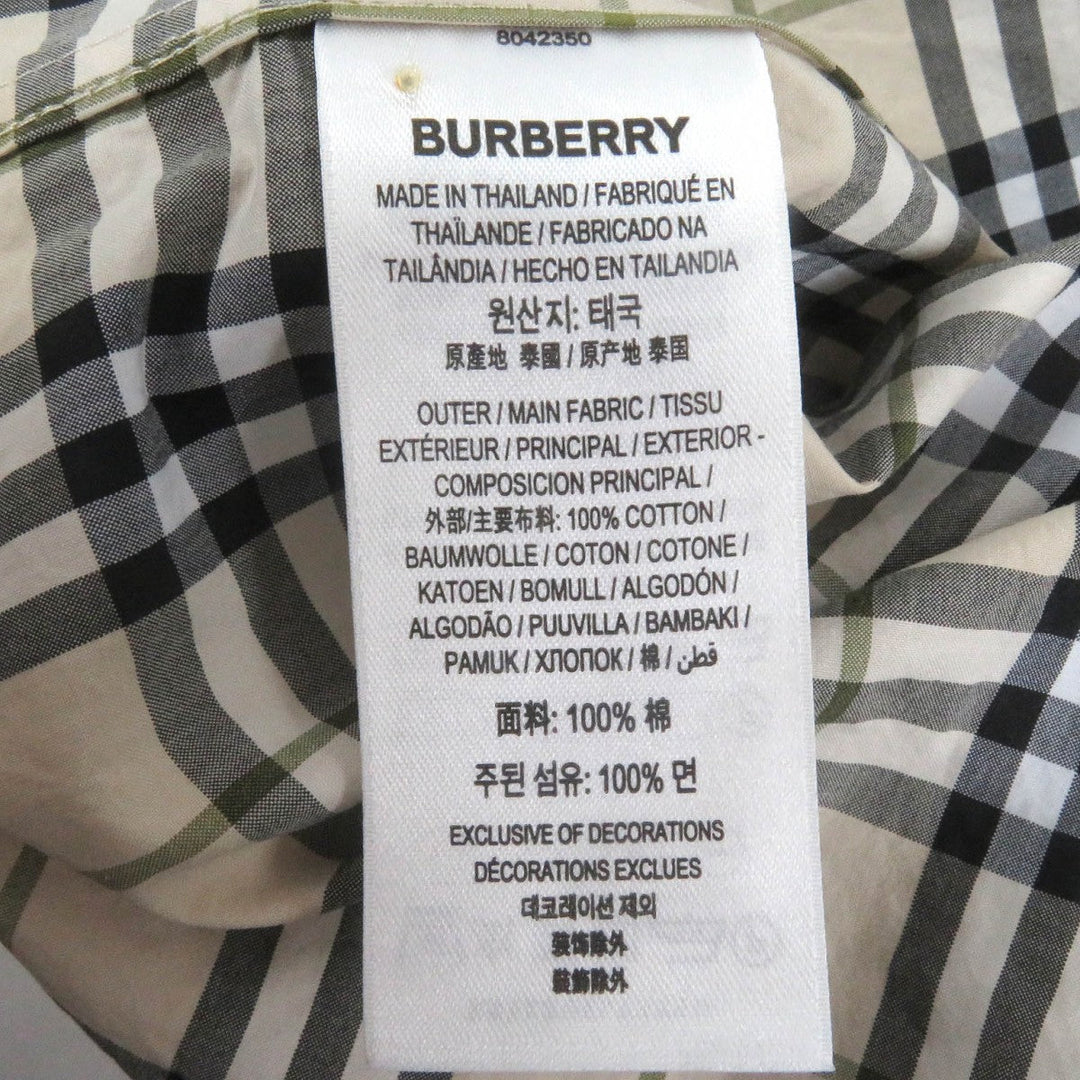 8042350
BURBERRY
MADE IN THAILAND / FABRIQUÉ EN
THAÏLANDE / FABRICADO NA
TAILÂNDIA / HECHO EN TAILANDIA
원산지: 태국
原產地 泰國 / 原产地 泰国
OUTER / MAIN FABRIC / TISSU
EXTÉRIEUR / PRINCIPAL / EXTERIOR -
COMPOSICION PRINCIPAL /
外部/主要布料: 100% COTTON /
BAUMWOLLE / COTON / COTONE /
KATOEN / BOMULL / ALGODÓN /
ALGODÃO / PUUVILLA / BAMBAKI /
PAMUK / ХЛОПОК / 棉 / قطن
面料: 100% 棉
주된 섬유: 100% 면
EXCLUSIVE OF DECORATIONS
DÉCORATIONS EXCLUES
데코레이션 제외
装饰除外
裝飾除外